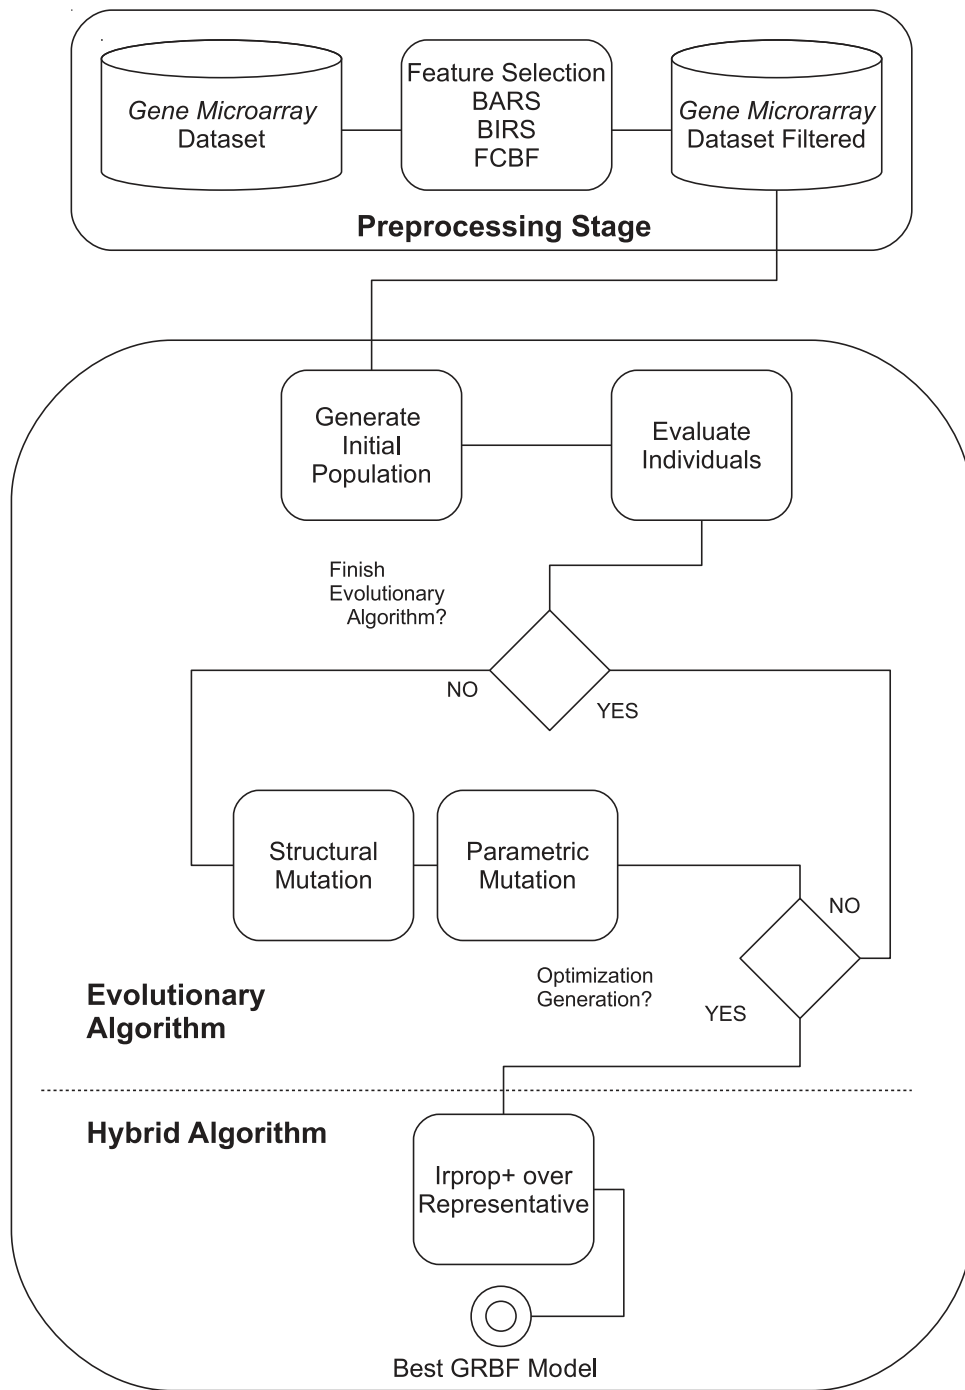 Gene Microarray
Dataset
Feature Selection
BARS
BIRS
FCBF
Gene Microrarray
Dataset Filtered
Preprocessing Stage
Generate
Initial
Population
Evaluate
Individuals
Finish
Evolutionary
Algorithm?
NO
YES
Structural
Mutation
Parametric
Mutation
NO
Optimization
Generation?
YES
Evolutionary
Algorithm
Hybrid Algorithm
Irprop+ over
Representative
Best GRBF Model